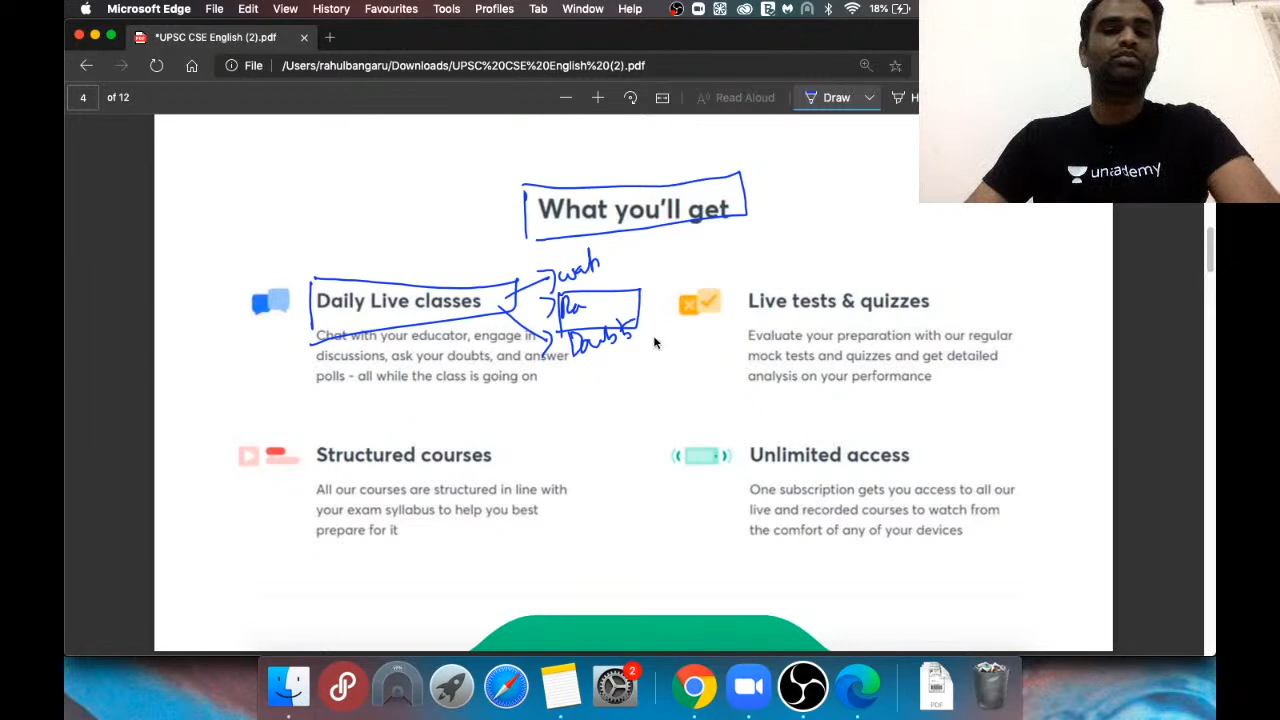 Microsoft Edge File Edit View History Favourites Tools Profiles Tab Window Help 18%
*UPSC CSE English (2).pdf
File /Users/rahulbangaru/Downloads/UPSC%20CSE%20English%20(2).pdf
4 of 12 Read Aloud Draw H
unacademy
What you'll get
Daily Live classes
Chat with your educator, engage in
discussions, ask your doubts, and answer
polls - all while the class is going on
Ra
Doubts
Live tests & quizzes
Evaluate your preparation with our regular
mock tests and quizzes and get detailed
analysis on your performance
Structured courses
All our courses are structured in line with
your exam syllabus to help you best
prepare for it
Unlimited access
One subscription gets you access to all our
live and recorded courses to watch from
the comfort of any of your devices
2
PDF